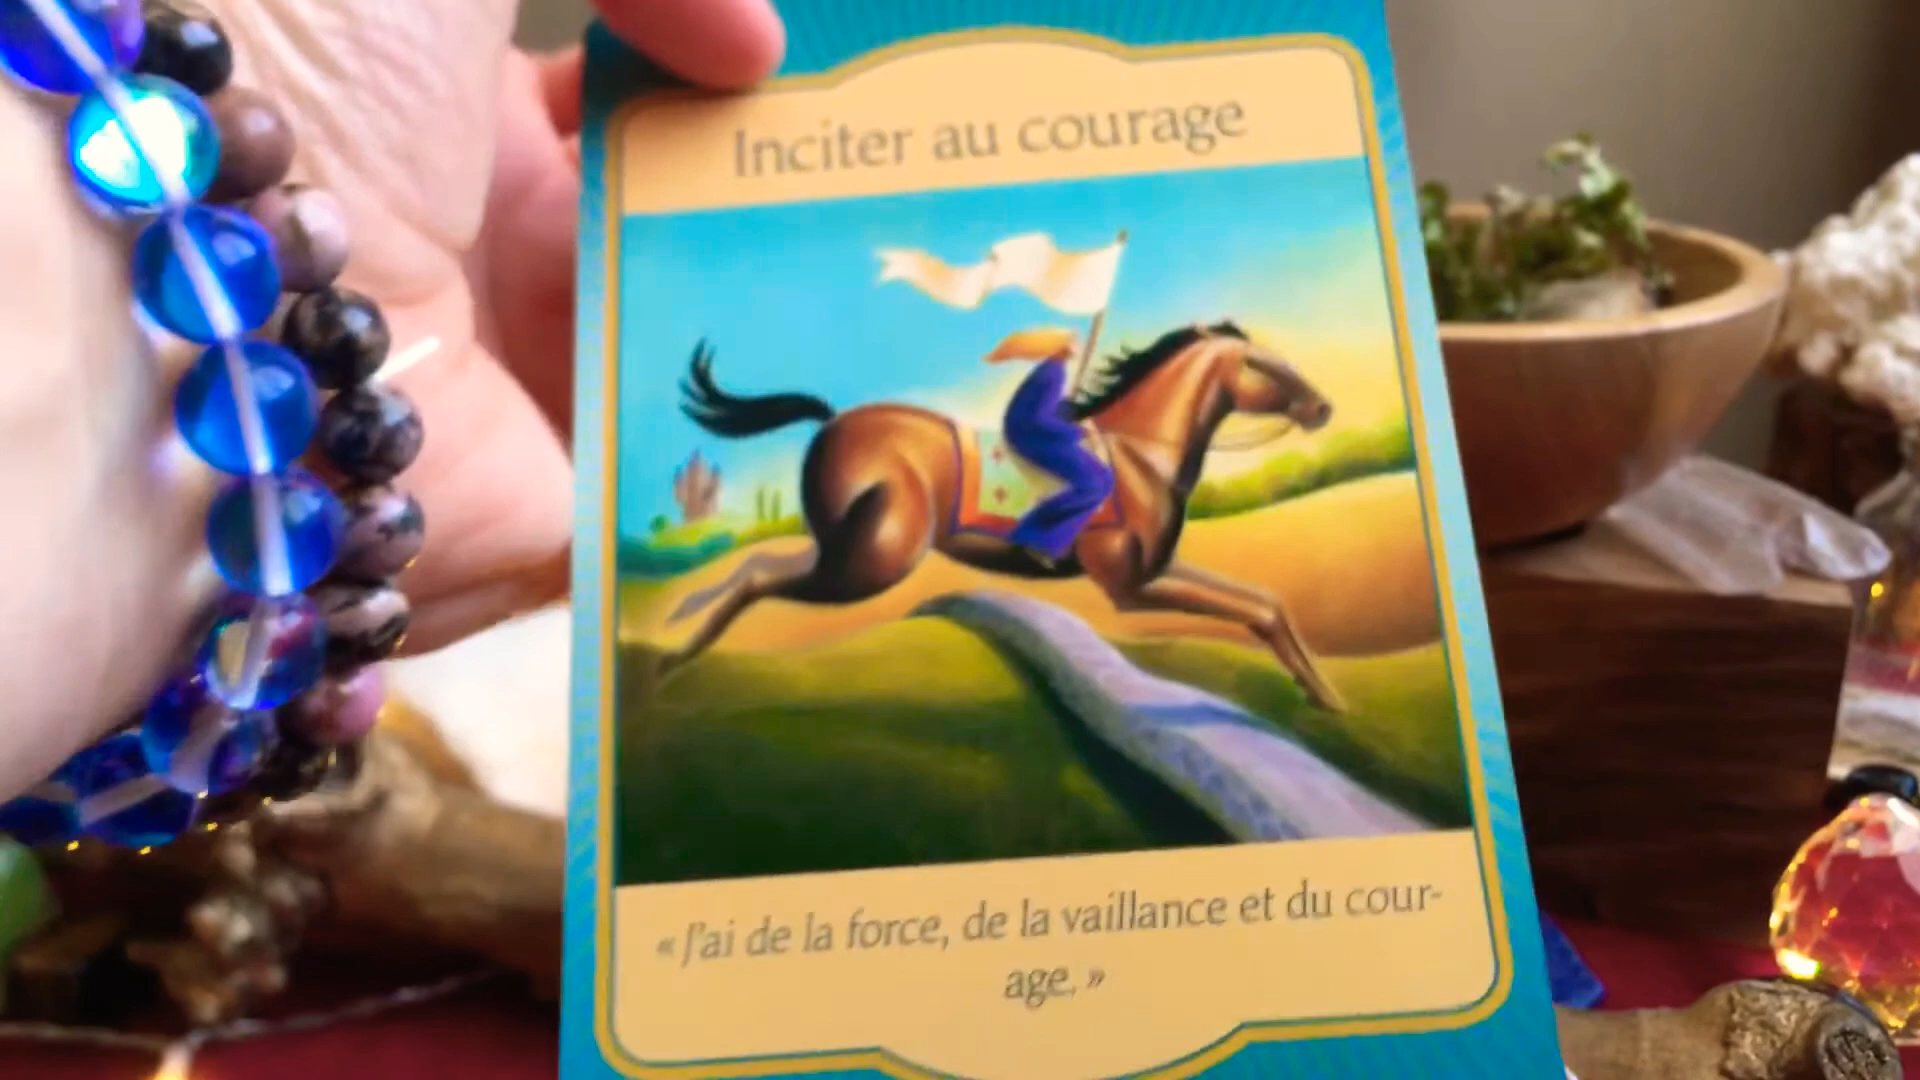 Inciter au courage
« J'ai de la force, de la vaillance et du cour-
age. »